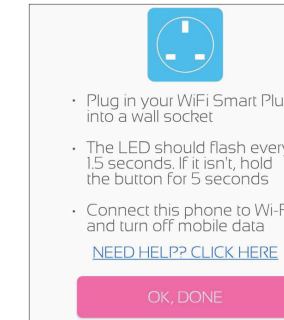 • Plug in your WiFi Smart Plu
into a wall socket
• The LED should flash every
1.5 seconds. If it isn't, hold
the button for 5 seconds
• Connect this phone to Wi-F
and turn off mobile data
NEED HELP? CLICK HERE
OK, DONE